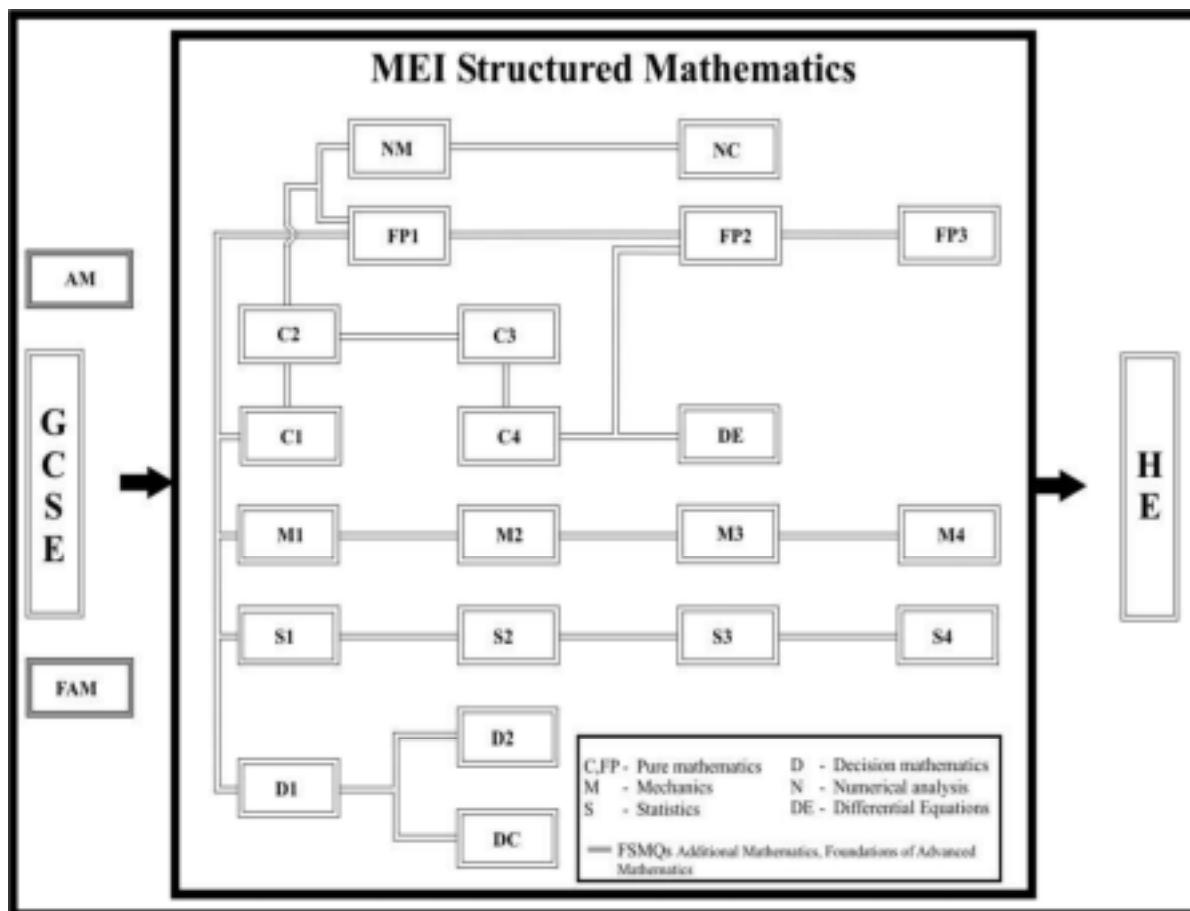 MEI Structured Mathematics
NM
NC
FP1
FP2
FP3
AM
C2
C3
GCSE
C1
C4
DE
HE
M1
M2
M3
M4
S1
S2
S3
S4
FAM
D2
D1
DC
C,FP - Pure mathematics
M - Mechanics
S - Statistics
D - Decision mathematics
N - Numerical analysis
DE - Differential Equations
FSMQs Additional Mathematics, Foundations of Advanced
Mathematics